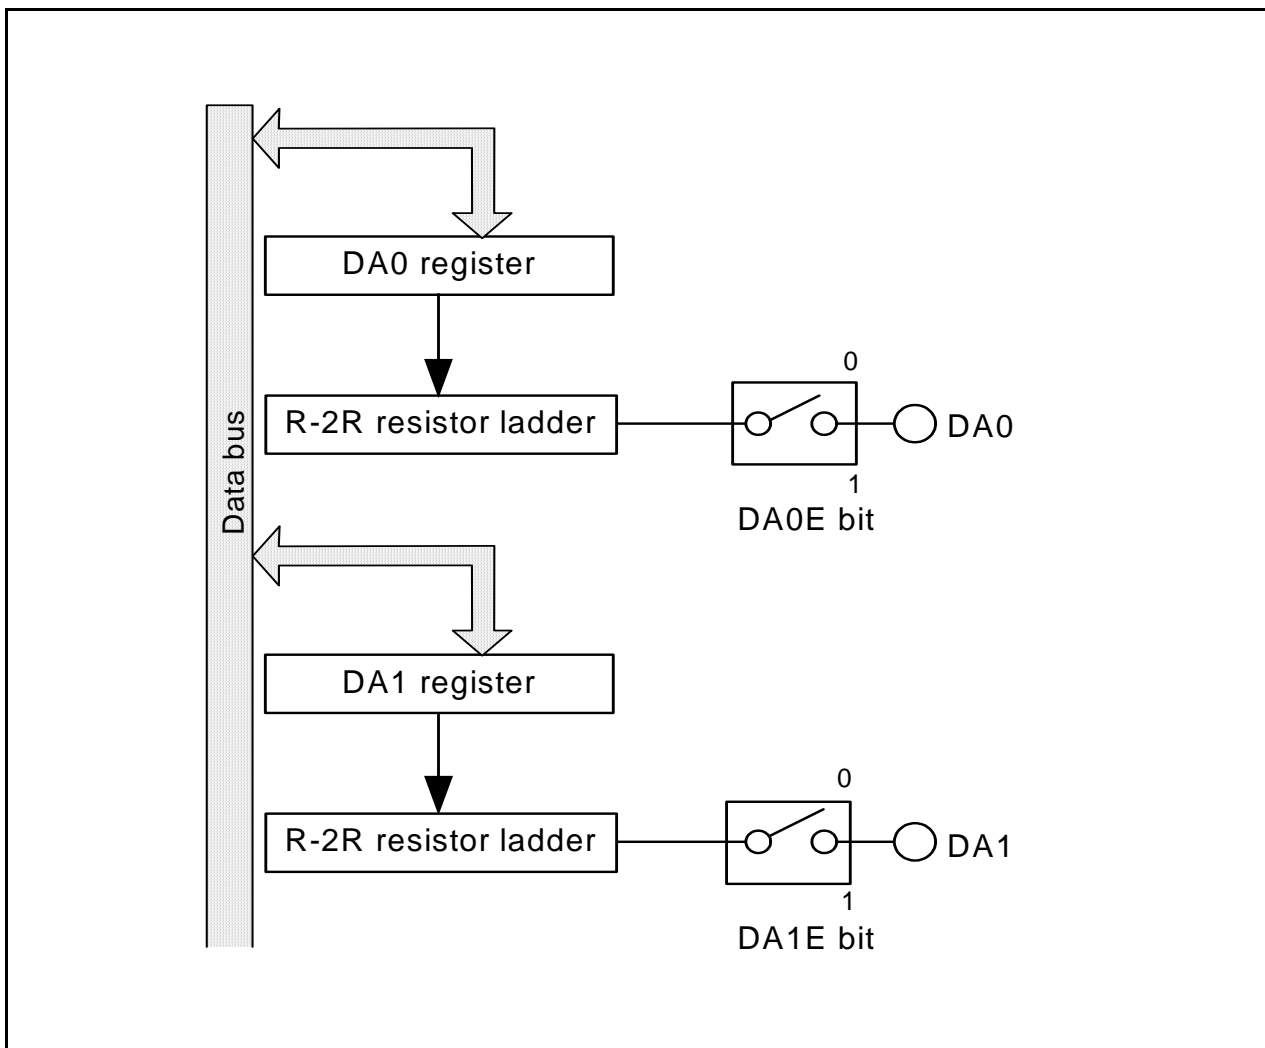 Data bus
DA0 register
R-2R resistor ladder
0
1
DA0E bit
DA0
DA1 register
R-2R resistor ladder
0
1
DA1E bit
DA1